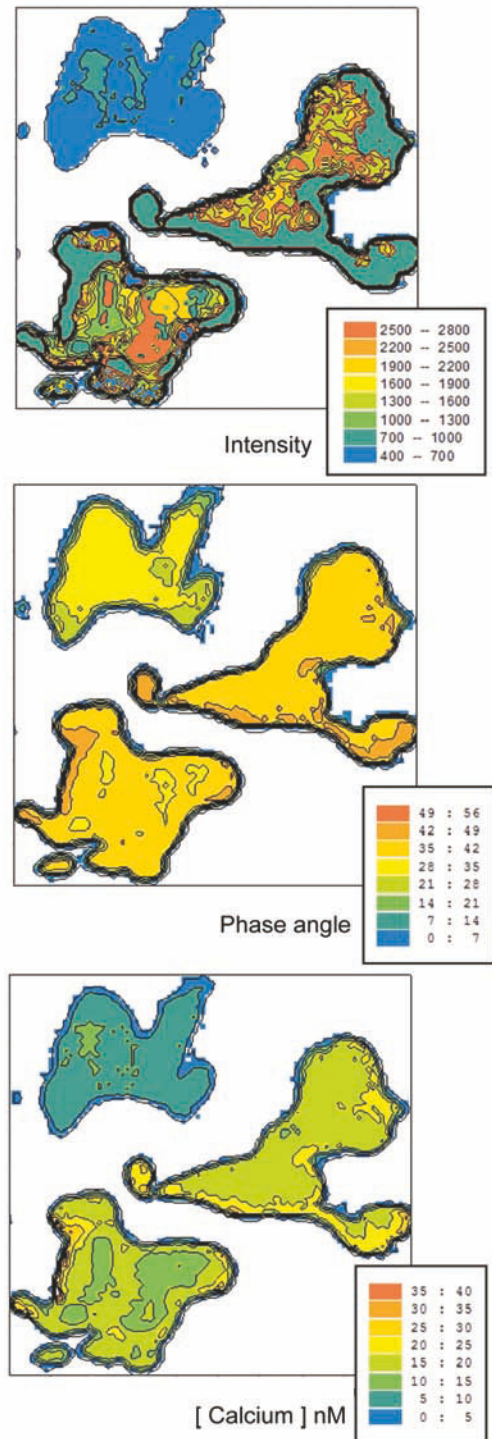 2500 -- 2800
2200 -- 2500
1900 -- 2200
1600 -- 1900
1300 -- 1600
1000 -- 1300
700 -- 1000
400 -- 700
Intensity
49 : 56
42 : 49
35 : 42
28 : 35
21 : 28
14 : 21
7 : 14
0 : 7
Phase angle
35 : 40
30 : 35
25 : 30
20 : 25
15 : 20
10 : 15
5 : 10
0 : 5
[ Calcium ] nM